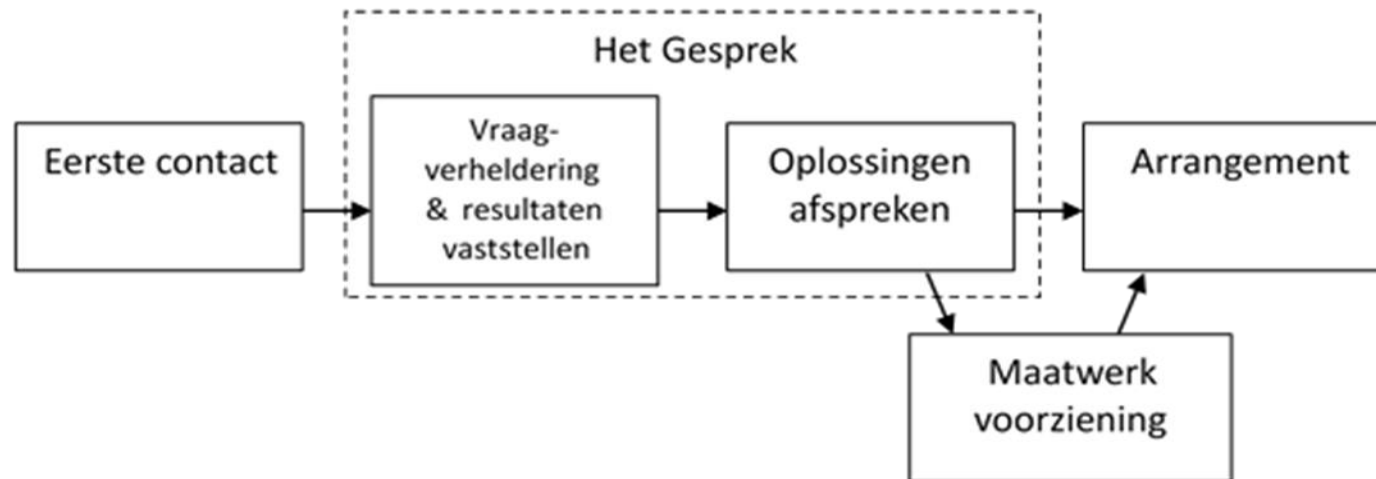 Het Gesprek
Eerste contact
Vraag-
verheldering
& resultaten
vaststellen
Oplossingen
afspreken
Arrangement
Maatwerk
voorziening